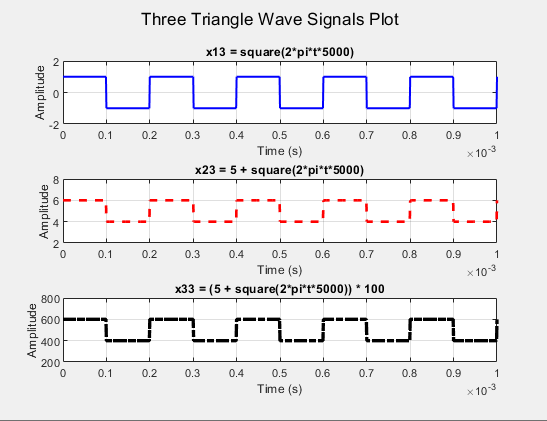 Three Triangle Wave Signals Plot
x13 = square(2*pi*t*5000)
Amplitude
2
0
-2
0 0.1 0.2 0.3 0.4 0.5 0.6 0.7 0.8 0.9 1
Time (s)
×10^-3
x23 = 5 + square(2*pi*t*5000)
Amplitude
8
6
4
2
0 0.1 0.2 0.3 0.4 0.5 0.6 0.7 0.8 0.9 1
Time (s)
×10^-3
x33 = (5 + square(2*pi*t*5000)) * 100
Amplitude
800
600
400
200
0 0.1 0.2 0.3 0.4 0.5 0.6 0.7 0.8 0.9 1
Time (s)
×10^-3